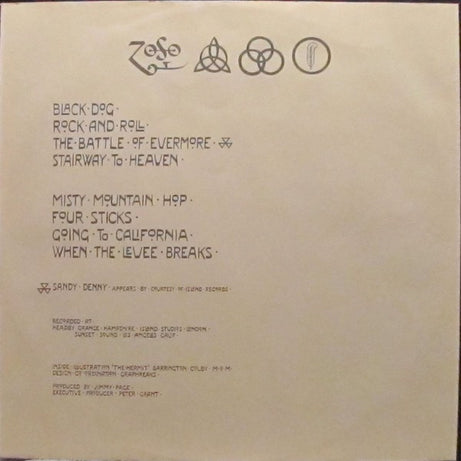 ZoSo
BLACK · DOG ·
ROCK · AND · ROLL ·
THE · BATTLE · OF · EVERMORE ·
STAIRWAY · TO · HEAVEN ·
MISTY · MOUNTAIN · HOP ·
FOUR · STICKS ·
GOING · TO · CALIFORNIA ·
WHEN · THE · LEVEE · BREAKS ·
SANDY · DENNY · APPEARS · BY · COURTESY · OF · ISLAND · RECORDS ·
RECORDED · AT ·
HEADLEY · GRANGE · HAMPSHIRE · ISLAND · STUDIOS · LONDON ·
SUNSET · SOUND · LOS · ANGELES · CALIF ·
INSIDE · ILLUSTRATION · "THE · HERMIT" · BARRINGTON · COLBY · M·O·M ·
DESIGN · CO-ORDINATION · GRAPHREAKS ·
PRODUCED · BY · JIMMY · PAGE ·
EXECUTIVE · PRODUCER · PETER · GRANT ·